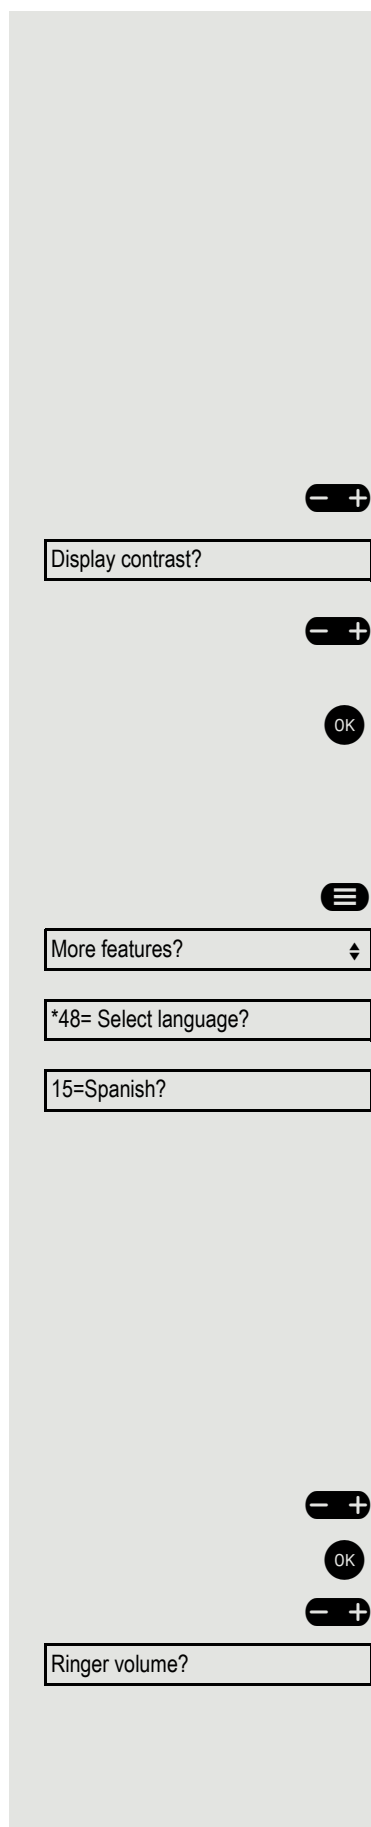 − +
Display contrast?
− +
OK
More features?
*48= Select language?
15=Spanish?
− +
OK
− +
Ringer volume?